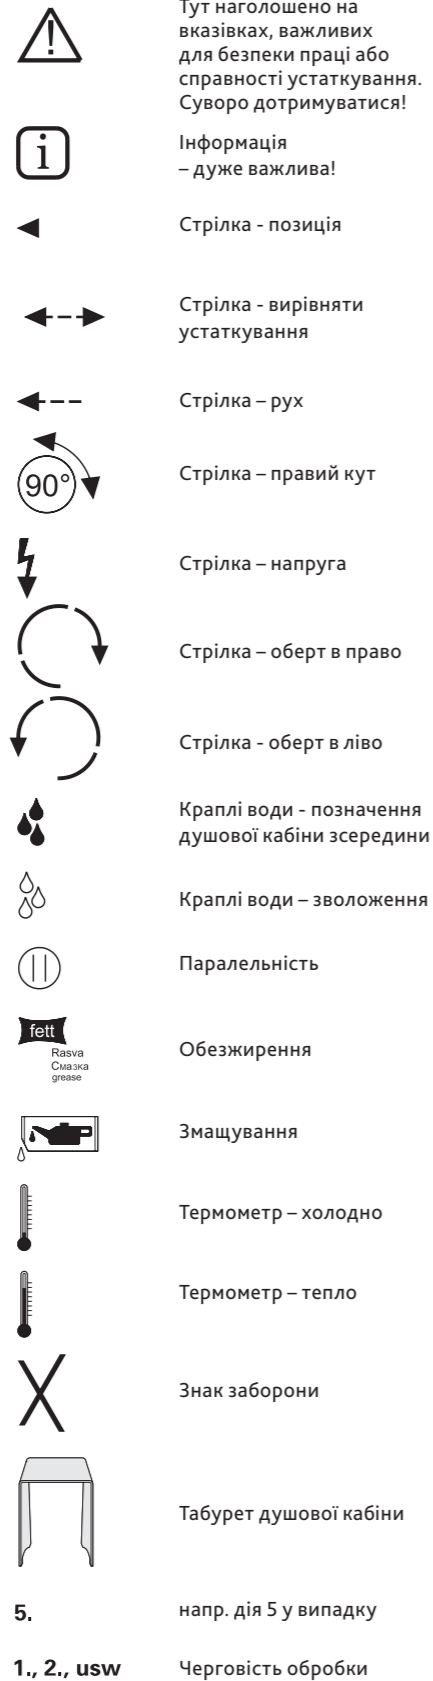 Тут наголошено на
вказівках, важливих
для безпеки праці або
справності устаткування.
Суворо дотримуватися!
Інформація
– дуже важлива!
Стрілка - позиція
Стрілка - вирівняти
устаткування
Стрілка – рух
90°
Стрілка – правий кут
Стрілка – напруга
Стрілка – оберт в право
Стрілка - оберт в ліво
Краплі води - позначення
душової кабіни зсередини
Краплі води – зволоження
Паралельність
fett
Rasva
Смазка
grease
Обезжирення
Змащування
Термометр – холодно
Термометр – тепло
Знак заборони
Табурет душової кабіни
5. напр. дія 5 у випадку
1., 2., usw Черговість обробки